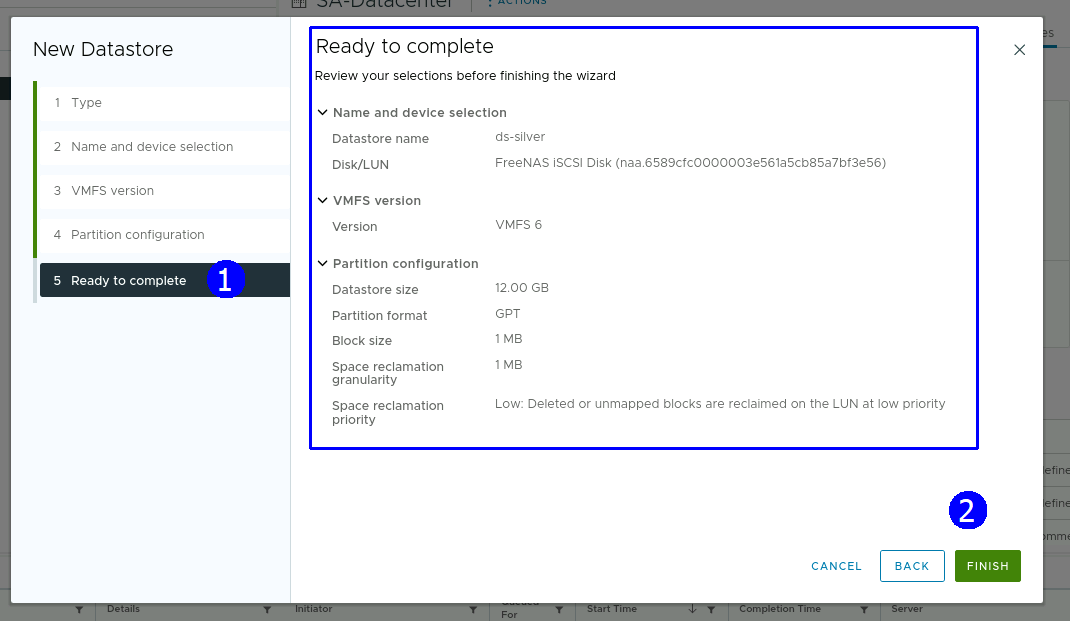 SA-Datacenter
ACTIONS
New Datastore
1 Type
2 Name and device selection
3 VMFS version
4 Partition configuration
5 Ready to complete
1
Ready to complete
Review your selections before finishing the wizard
Name and device selection
Datastore name ds-silver
Disk/LUN FreeNAS iSCSI Disk (naa.6589cfc0000003e561a5cb85a7bf3e56)
VMFS version
Version VMFS 6
Partition configuration
Datastore size 12.00 GB
Partition format GPT
Block size 1 MB
Space reclamation 1 MB
granularity
Space reclamation Low: Deleted or unmapped blocks are reclaimed on the LUN at low priority
priority
2
CANCEL BACK FINISH
Details Initiator Queued For Start Time Completion Time Server